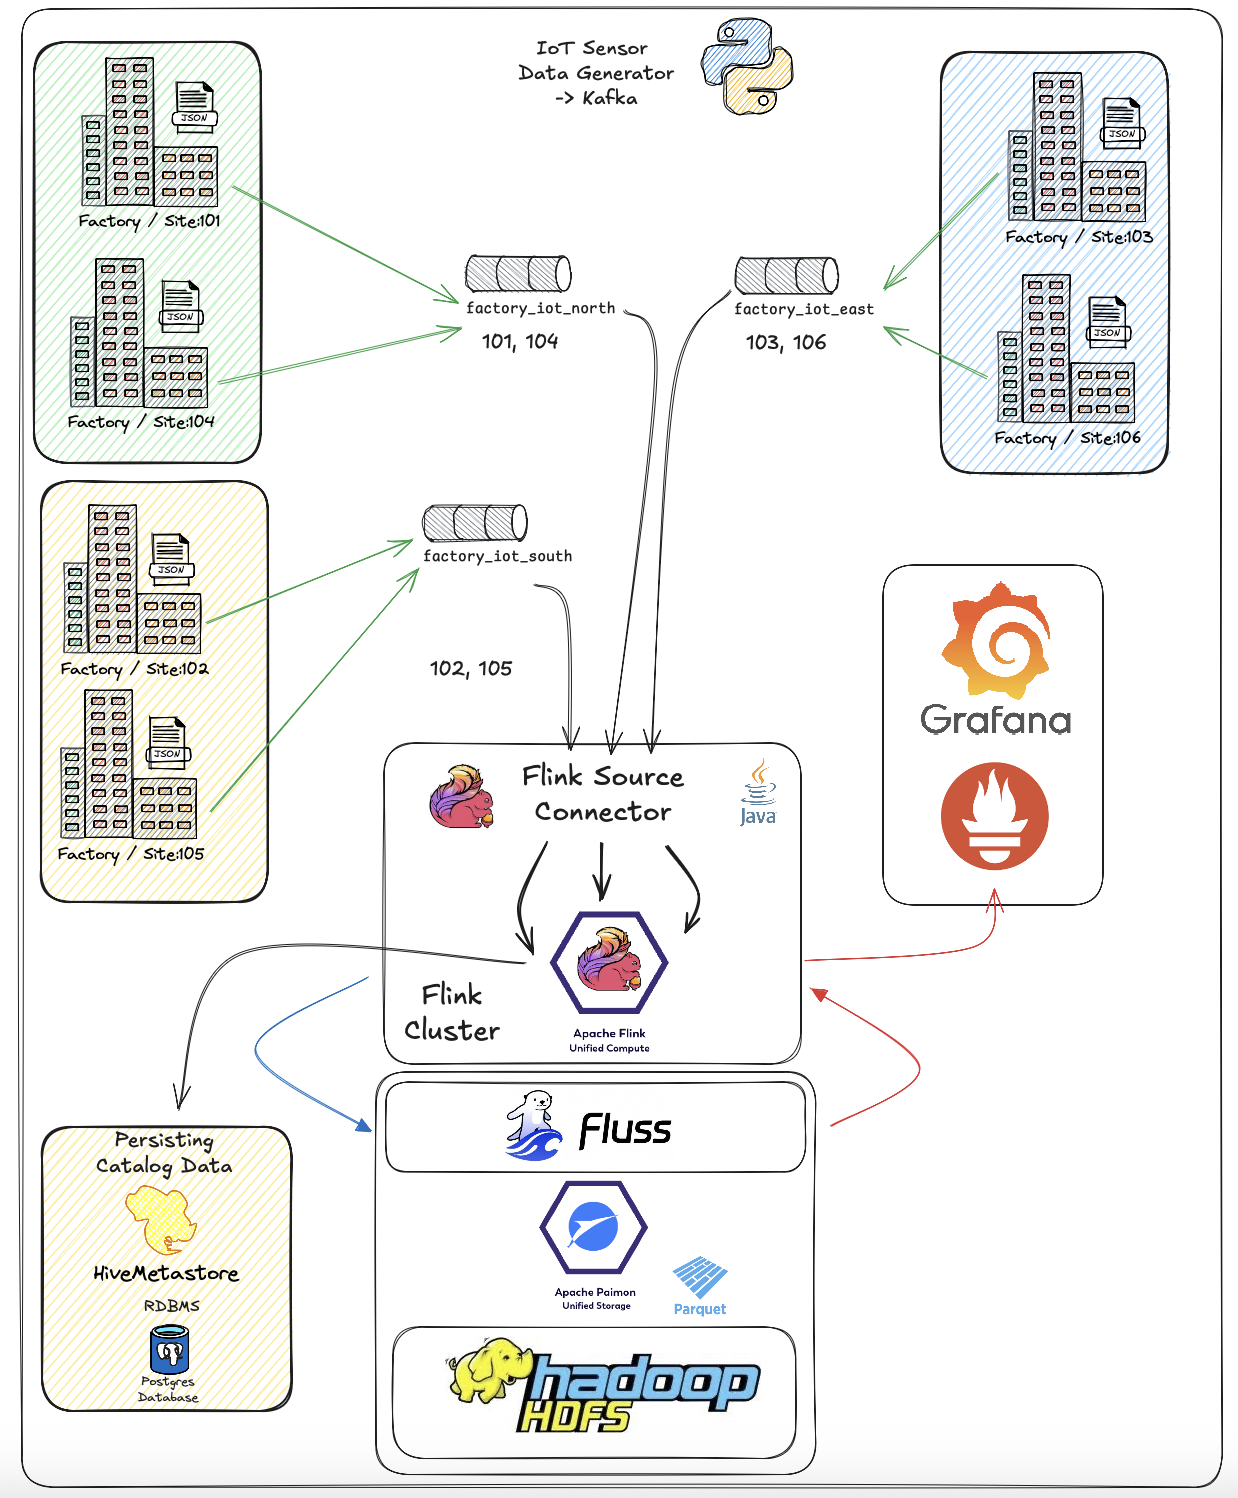 IoT Sensor
Data Generator
-> Kafka
JSON
Factory / Site:101
JSON
Factory / Site:104
JSON
Factory / Site:103
JSON
Factory / Site:106
factory_iot_north
101, 104
factory_iot_east
103, 106
JSON
Factory / Site:102
JSON
Factory / Site:105
factory_iot_south
102, 105
Flink Source
Connector
Java
Grafana
Flink
Cluster
Apache Flink
Unified Compute
Fluss
Apache Paimon
Unified Storage
Parquet
hadoop
HDFS
Persisting
Catalog Data
HiveMetastore
RDBMS
Postgres
Database